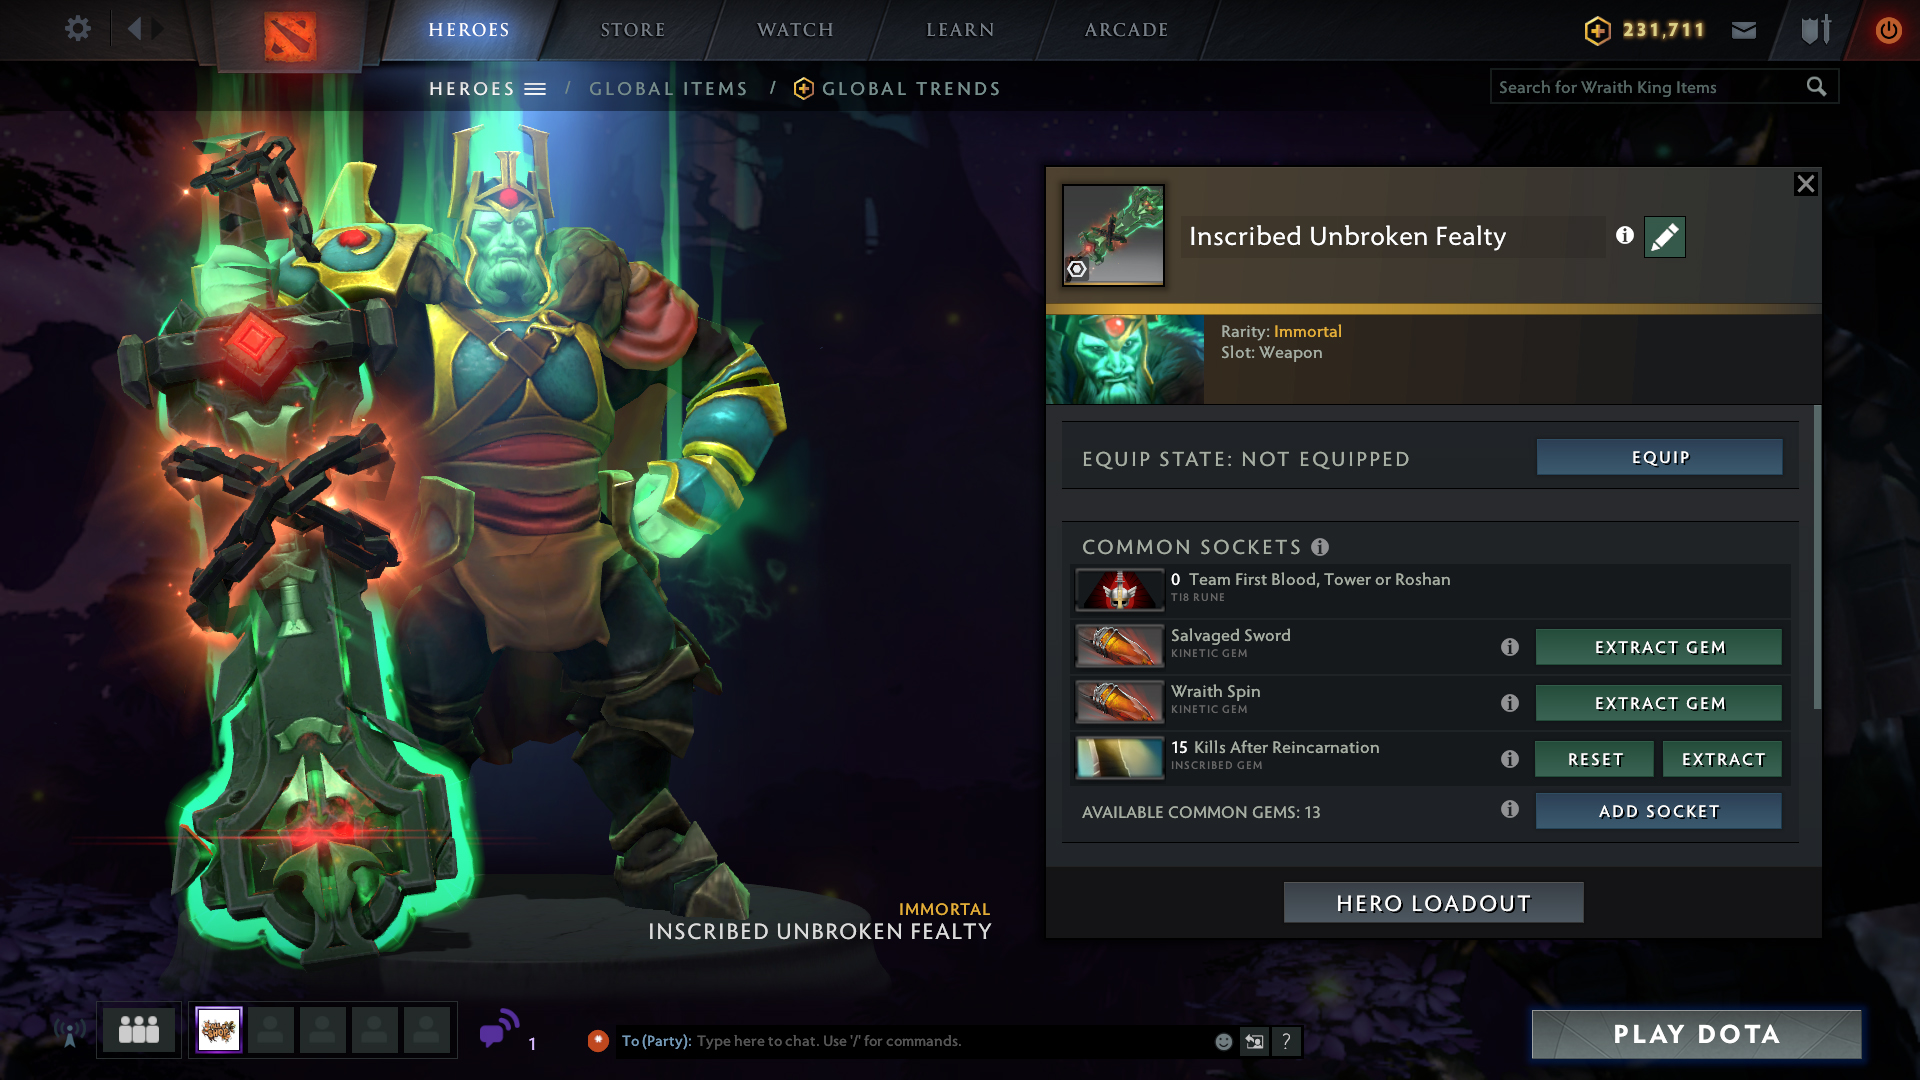 HEROES
STORE
WATCH
LEARN
ARCADE
231,711
HEROES / GLOBAL ITEMS / GLOBAL TRENDS
Search for Wraith King Items
Inscribed Unbroken Fealty
Rarity: Immortal
Slot: Weapon
EQUIP STATE: NOT EQUIPPED
EQUIP
COMMON SOCKETS
0 Team First Blood, Tower or Roshan
TI8 RUNE
Salvaged Sword
KINETIC GEM
EXTRACT GEM
Wraith Spin
KINETIC GEM
EXTRACT GEM
15 Kills After Reincarnation
INSCRIBED GEM
RESET
EXTRACT
AVAILABLE COMMON GEMS: 13
ADD SOCKET
HERO LOADOUT
IMMORTAL
INSCRIBED UNBROKEN FEALTY
1
To (Party): Type here to chat. Use '/' for commands.
?
PLAY DOTA